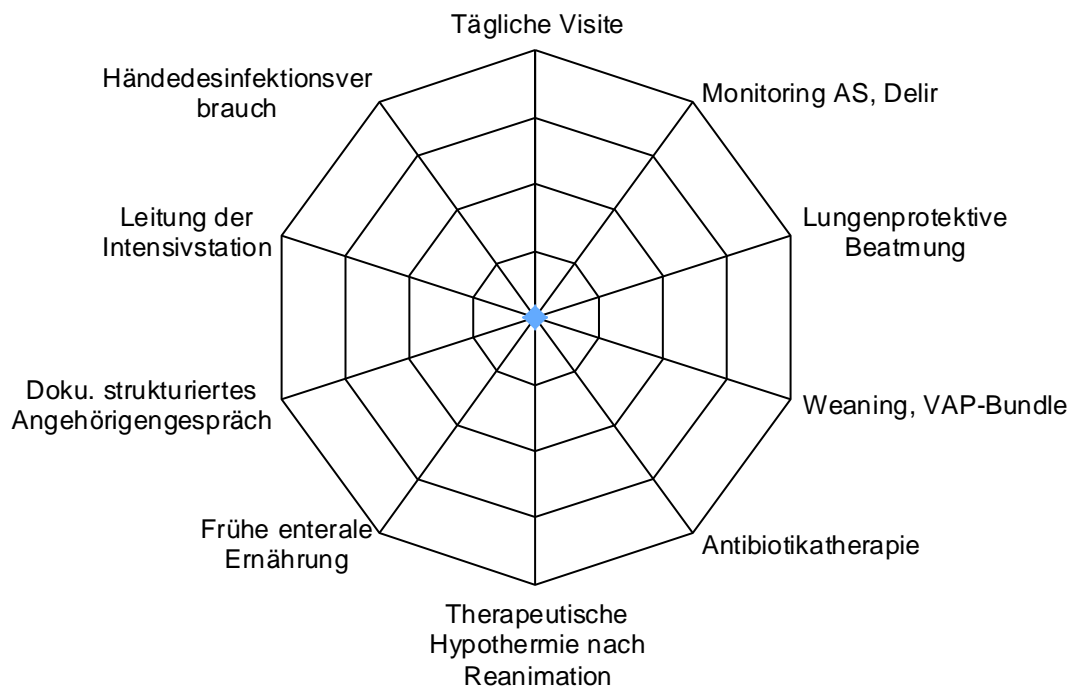 Tägliche Visite
Monitoring AS, Delir
Lungenprotektive
Beatmung
Weaning, VAP-Bundle
Antibiotikatherapie
Therapeutische
Hypothermie nach
Reanimation
Frühe enterale
Ernährung
Doku. strukturiertes
Angehörigengespräch
Leitung der
Intensivstation
Händedesinfektionsver
brauch